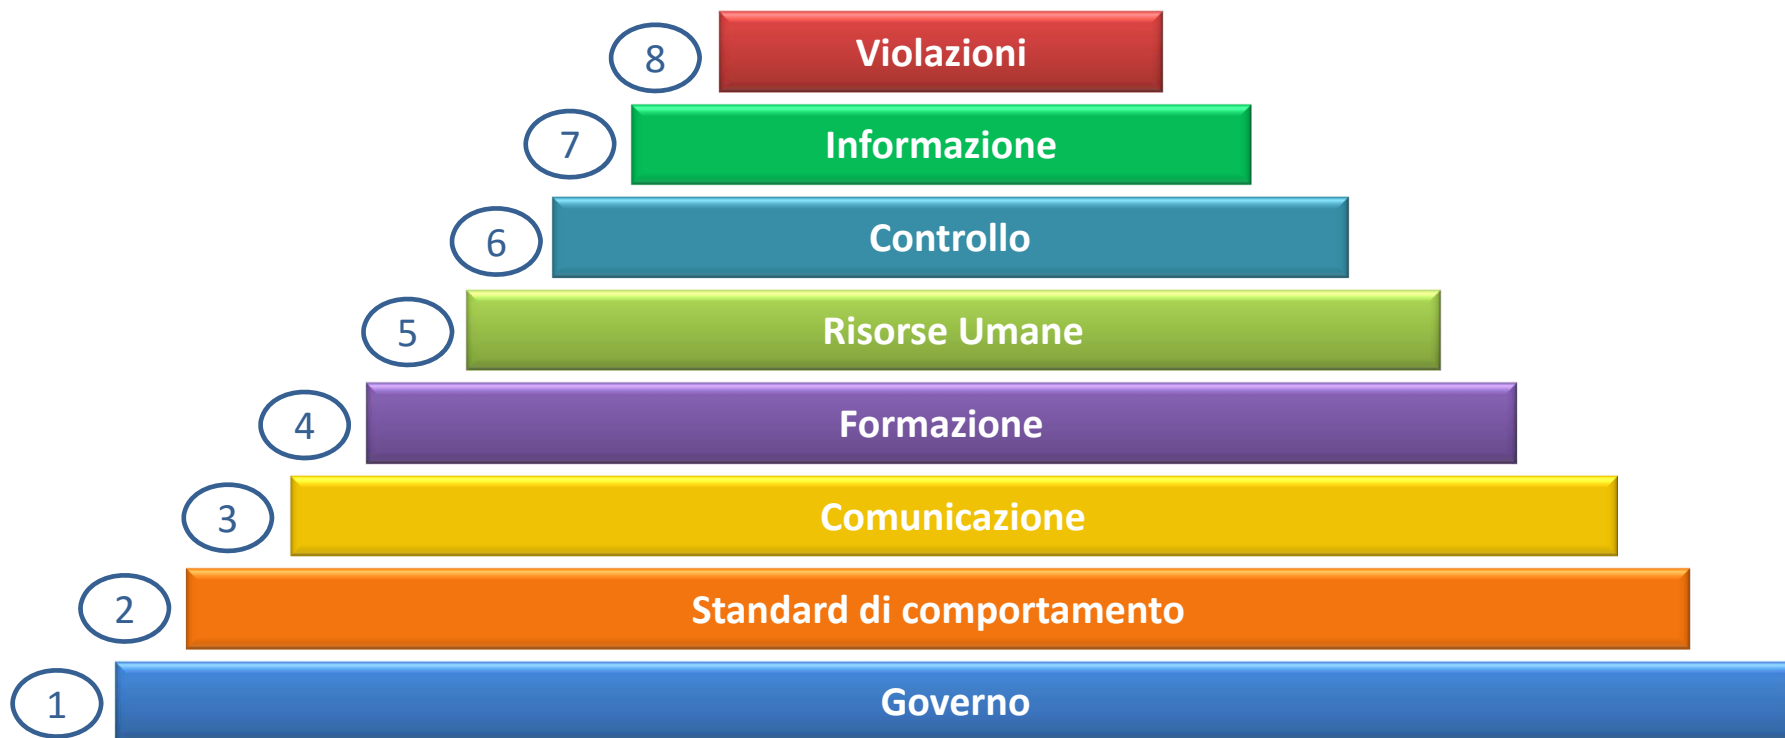 8 Violazioni
7 Informazione
6 Controllo
5 Risorse Umane
4 Formazione
3 Comunicazione
2 Standard di comportamento
1 Governo